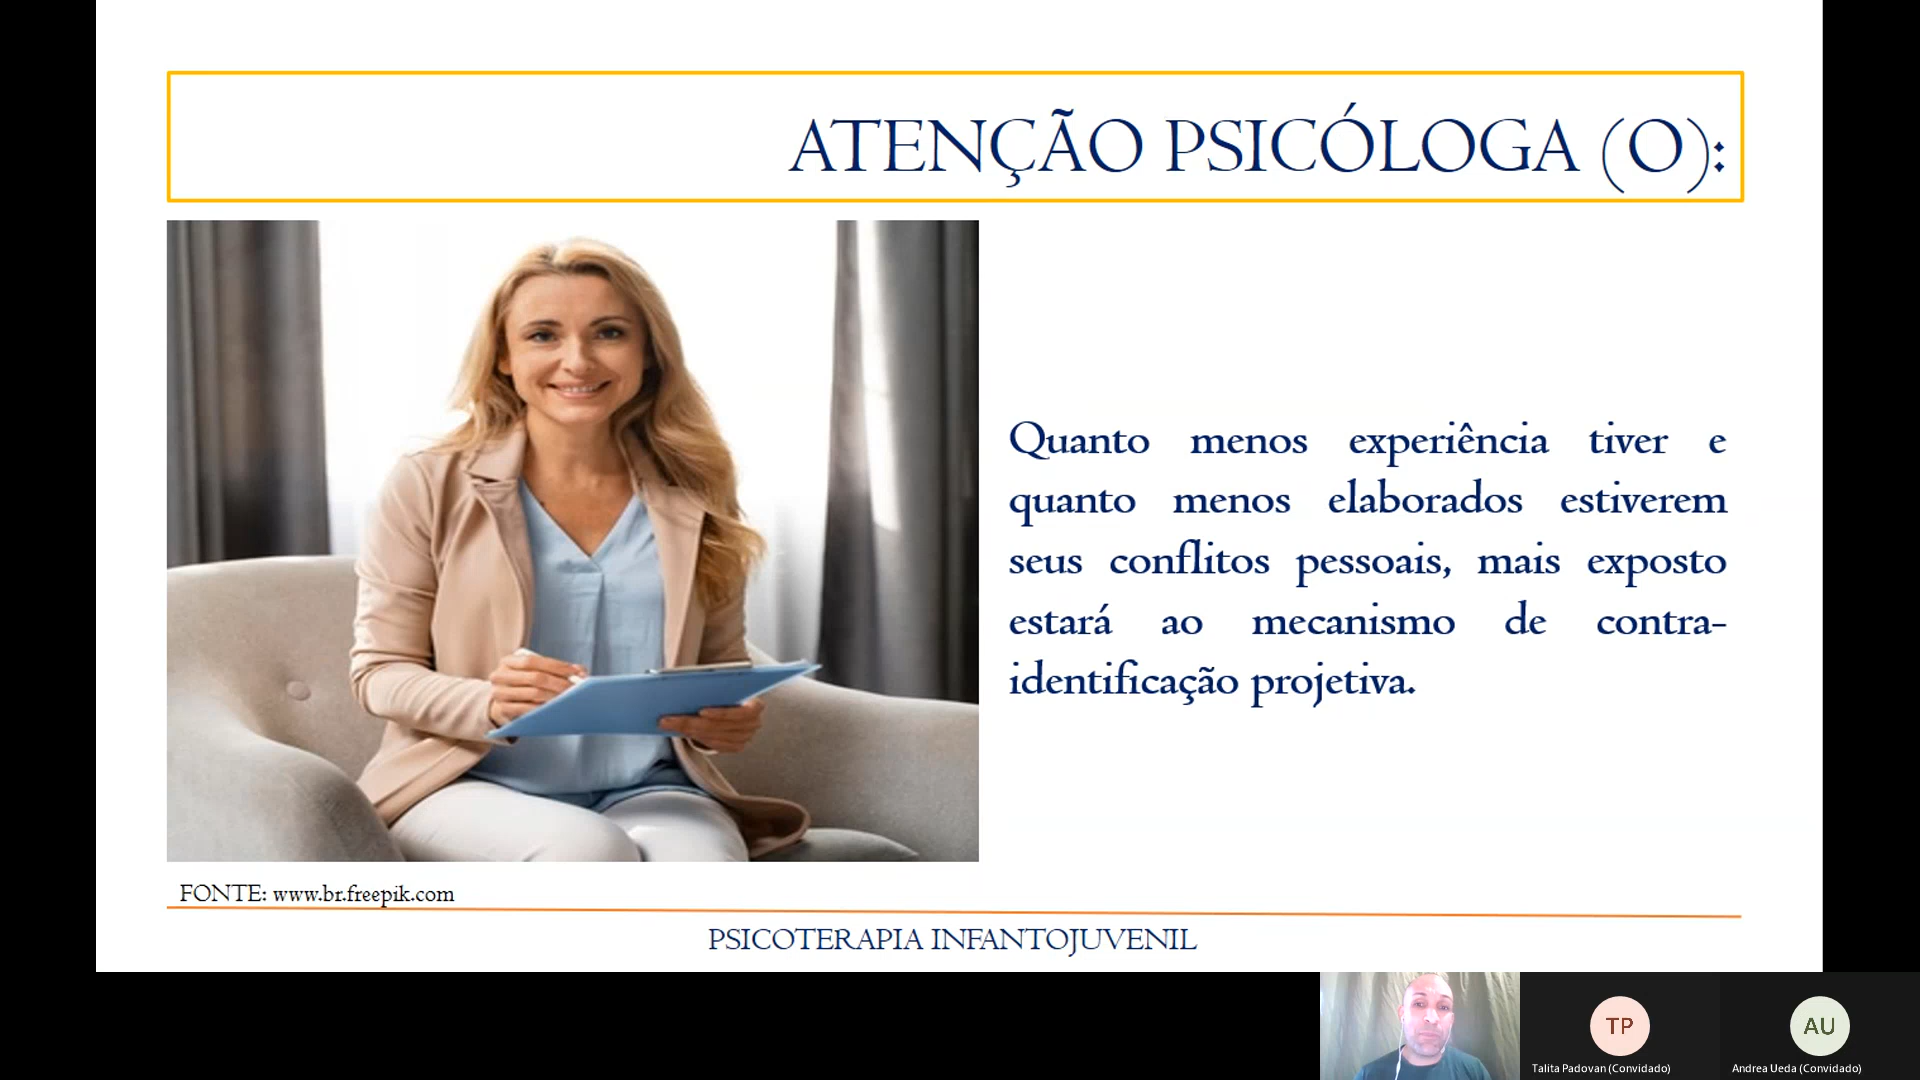 ATENÇÃO PSICÓLOGA (O):
Quanto menos experiência tiver e
quanto menos elaborados estiverem
seus conflitos pessoais, mais exposto
estará ao mecanismo de contra-
identificação projetiva.
FONTE: www.br.freepik.com
PSICOTERAPIA INFANTOJUVENIL
TP
AU
Talita Padovan (Convidado)
Andrea Ueda (Convidado)